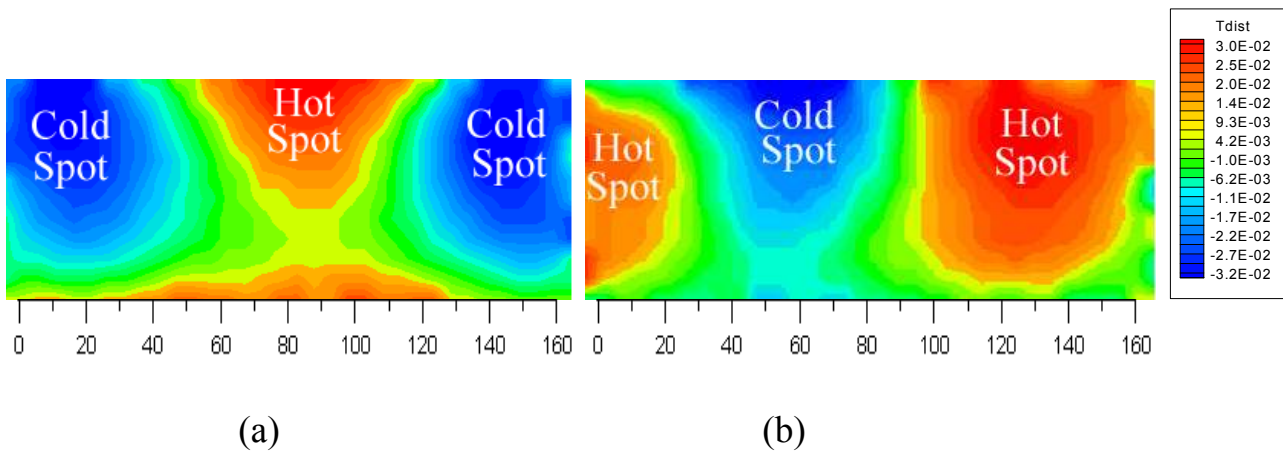 Cold
Spot
Hot
Spot
Cold
Spot
0 20 40 60 80 100 120 140 160
(a)
Hot
Spot
Cold
Spot
Hot
Spot
0 20 40 60 80 100 120 140 160
(b)
Tdist
3.0E-02
2.5E-02
2.0E-02
1.4E-02
9.3E-03
4.2E-03
-1.0E-03
-6.2E-03
-1.1E-02
-1.7E-02
-2.2E-02
-2.7E-02
-3.2E-02